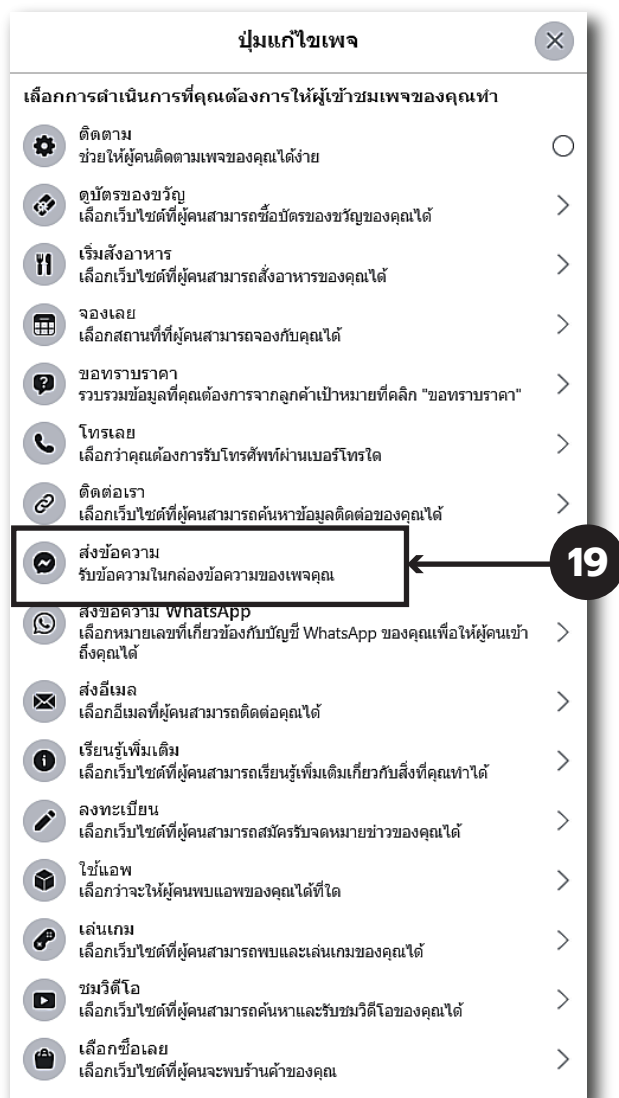 ปุ่มแก้ไขเพจ
เลือกการดำเนินการที่คุณต้องการให้ผู้เข้าชมเพจของคุณทำ
ติดตาม
ช่วยให้ผู้คนติดตามเพจของคุณได้ง่าย
ดูบัตรของขวัญ
เลือกเว็บไซต์ที่ผู้คนสามารถซื้อบัตรของขวัญของคุณได้
เริ่มสั่งอาหาร
เลือกเว็บไซต์ที่ผู้คนสามารถสั่งอาหารของคุณได้
จองเลย
เลือกสถานที่ที่ผู้คนสามารถจองกับคุณได้
ขอทราบราคา
รวบรวมข้อมูลที่คุณต้องการจากลูกค้าเป้าหมายที่คลิก "ขอทราบราคา"
โทรเลย
เลือกว่าคุณต้องการรับโทรศัพท์ผ่านเบอร์โทรใด
ติดต่อเรา
เลือกเว็บไซต์ที่ผู้คนสามารถค้นหาข้อมูลติดต่อของคุณได้
ส่งข้อความ
รับข้อความในกล่องข้อความของเพจคุณ
19
ส่งข้อความ WhatsApp
เลือกหมายเลขที่เกี่ยวข้องกับบัญชี WhatsApp ของคุณเพื่อให้ผู้คนเข้า
ถึงคุณได้
ส่งอีเมล
เลือกอีเมลที่ผู้คนสามารถติดต่อคุณได้
เรียนรู้เพิ่มเติม
เลือกเว็บไซต์ที่ผู้คนสามารถเรียนรู้เพิ่มเติมเกี่ยวกับสิ่งที่คุณทำได้
ลงทะเบียน
เลือกเว็บไซต์ที่ผู้คนสามารถสมัครรับจดหมายข่าวของคุณได้
ใช้แอพ
เลือกว่าจะให้ผู้คนพบแอพของคุณได้ที่ใด
เล่นเกม
เลือกเว็บไซต์ที่ผู้คนสามารถพบและเล่นเกมของคุณได้
ชมวิดีโอ
เลือกเว็บไซต์ที่ผู้คนสามารถค้นหาและรับชมวิดีโอของคุณได้
เลือกซื้อเลย
เลือกเว็บไซต์ที่ผู้คนจะพบร้านค้าของคุณ